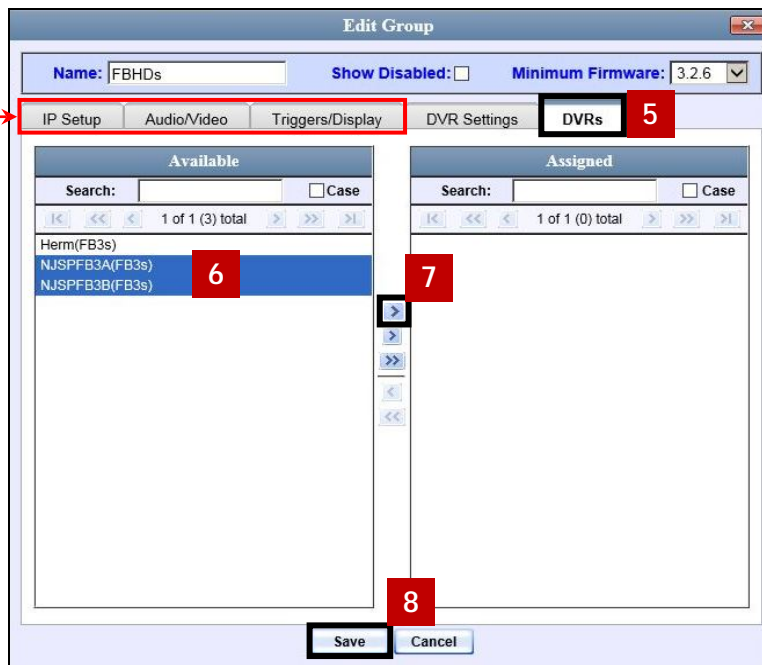 Edit Group
Name: FBHDs Show Disabled: Minimum Firmware: 3.2.6
IP Setup Audio/Video Triggers/Display DVR Settings DVRs 5
Available Assigned
Search: Case Search: Case
|< << < 1 of 1 (3) total > >> >| |< << < 1 of 1 (0) total > >> >|
Herm(FB3s)
NJSPFB3A(FB3s)
NJSPFB3B(FB3s)
6
7
>
>
>>
<
<<
8
Save Cancel